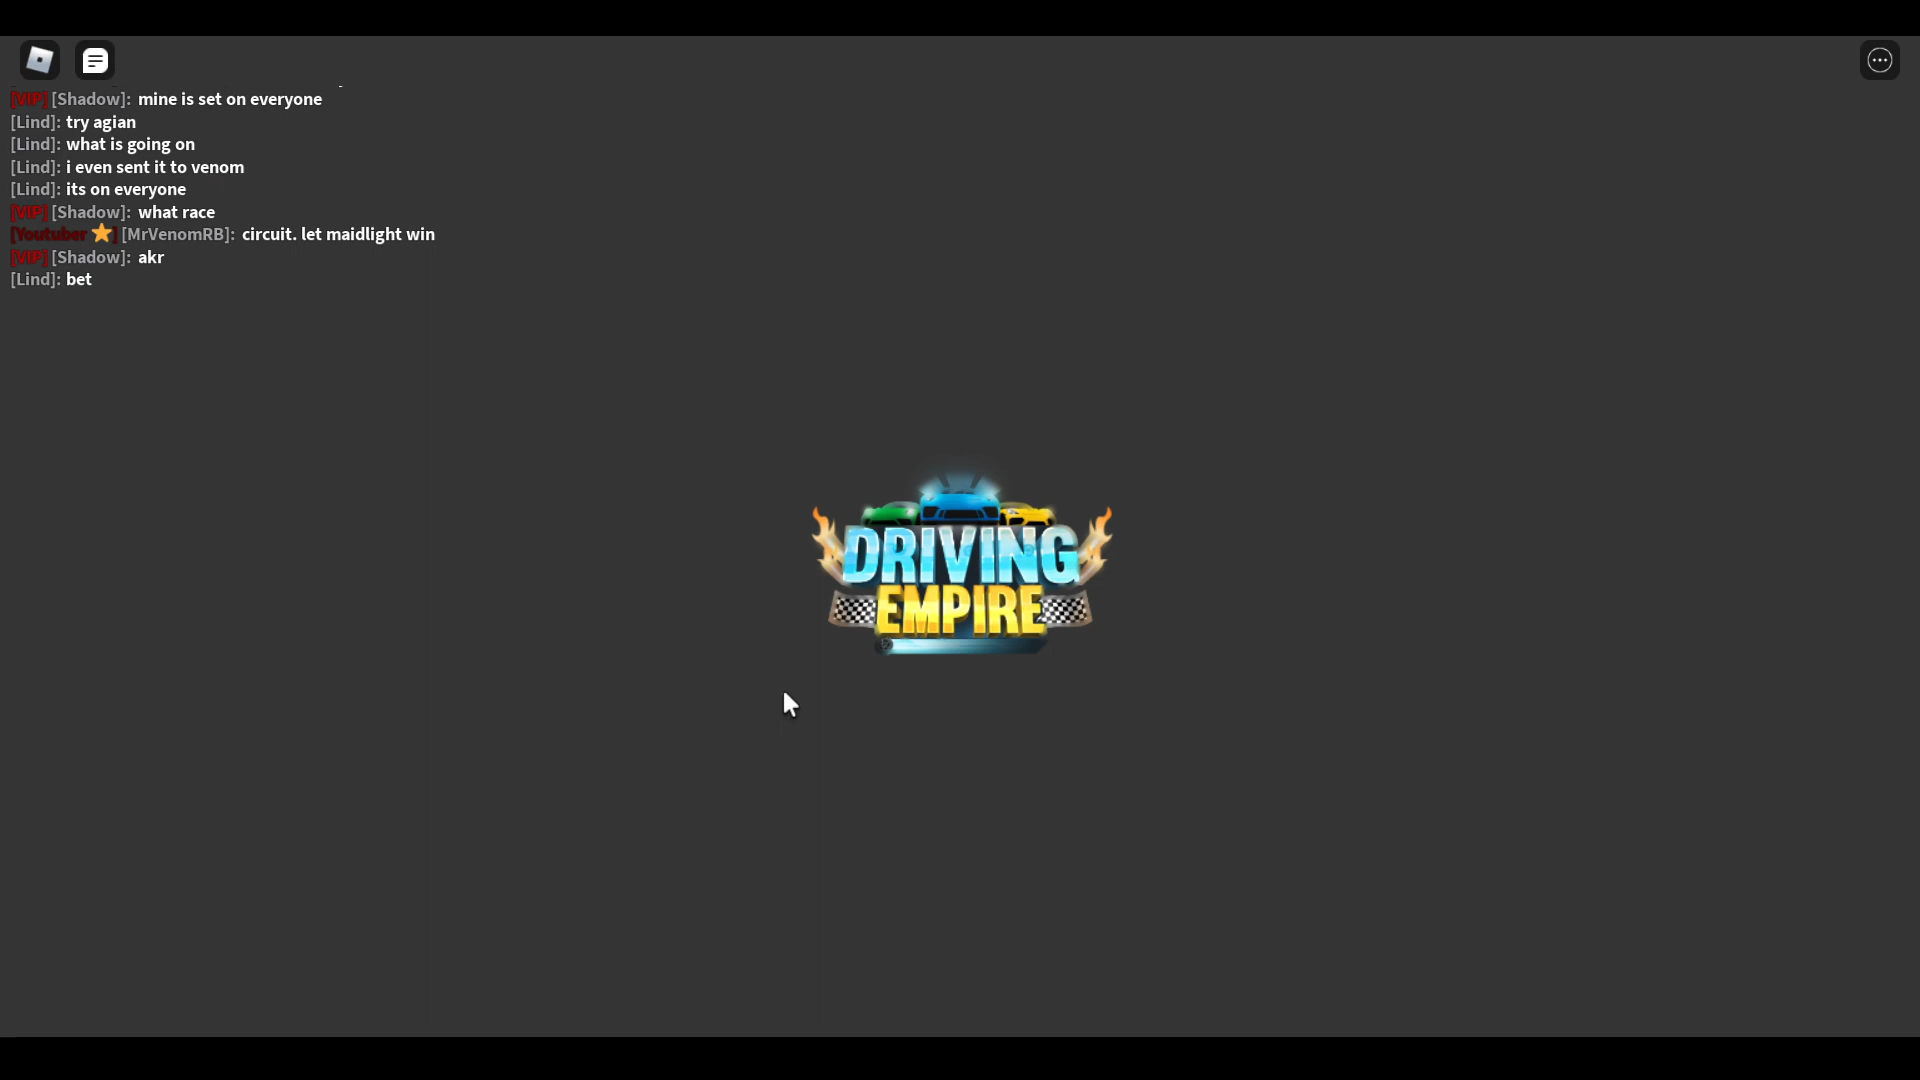 [VIP] [Shadow]: mine is set on everyone
[Lind]: try agian
[Lind]: what is going on
[Lind]: i even sent it to venom
[Lind]: its on everyone
[VIP] [Shadow]: what race
[Youtuber ⭐] [MrVenomRB]: circuit. let maidlight win
[VIP] [Shadow]: akr
[Lind]: bet
DRIVING
EMPIRE